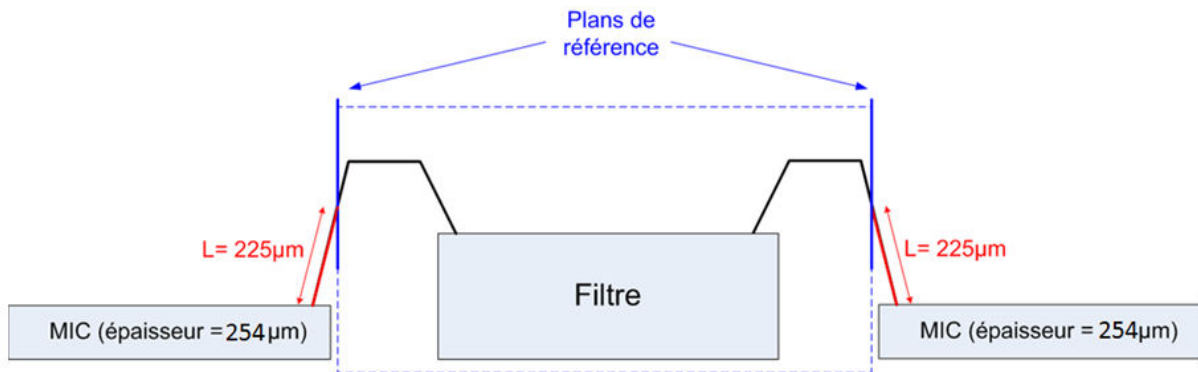 Plans de
référence
L= 225µm
L= 225µm
Filtre
MIC (épaisseur = 254µm)
MIC (épaisseur = 254µm)